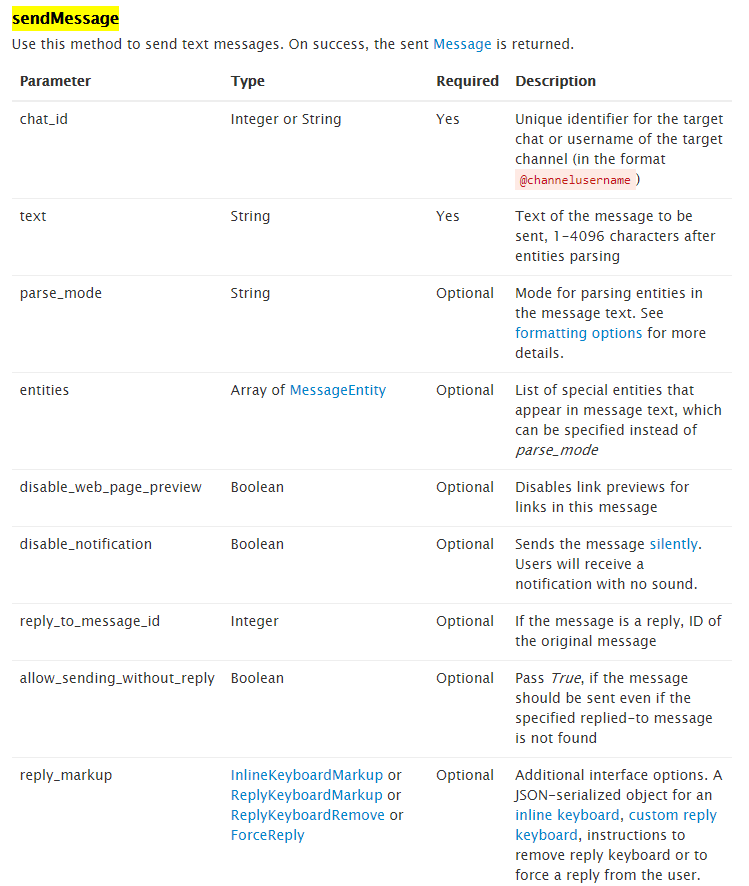 sendMessage
Use this method to send text messages. On success, the sent Message is returned.
Parameter Type Required Description
chat_id Integer or String Yes Unique identifier for the target
chat or username of the target
channel (in the format
@channelusername)
text String Yes Text of the message to be
sent, 1-4096 characters after
entities parsing
parse_mode String Optional Mode for parsing entities in
the message text. See
formatting options for more
details.
entities Array of MessageEntity Optional List of special entities that
appear in message text, which
can be specified instead of
parse_mode
disable_web_page_preview Boolean Optional Disables link previews for
links in this message
disable_notification Boolean Optional Sends the message silently.
Users will receive a
notification with no sound.
reply_to_message_id Integer Optional If the message is a reply, ID of
the original message
allow_sending_without_reply Boolean Optional Pass True, if the message
should be sent even if the
specified replied-to message
is not found
reply_markup InlineKeyboardMarkup or Optional Additional interface options. A
ReplyKeyboardMarkup or JSON-serialized object for an
ReplyKeyboardRemove or inline keyboard, custom reply
ForceReply keyboard, instructions to
remove reply keyboard or to
force a reply from the user.